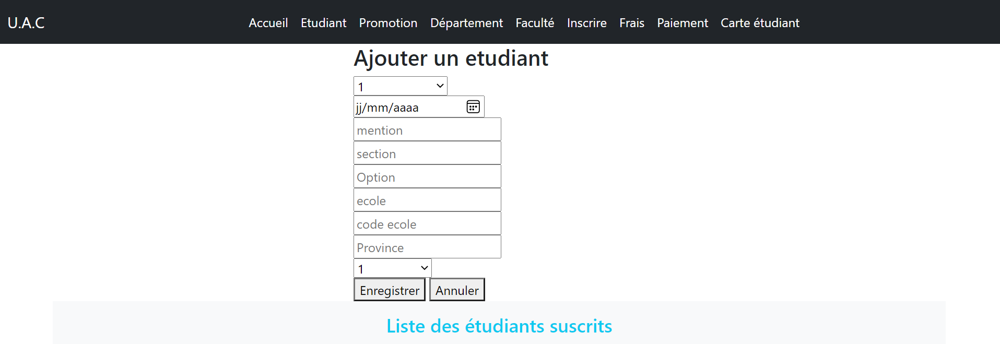 U.A.C Accueil Etudiant Promotion Département Faculté Inscrire Frais Paiement Carte étudiant
Ajouter un etudiant
1
jj/mm/aaaa
mention
section
Option
ecole
code ecole
Province
1
Enregistrer Annuler
Liste des étudiants suscrits